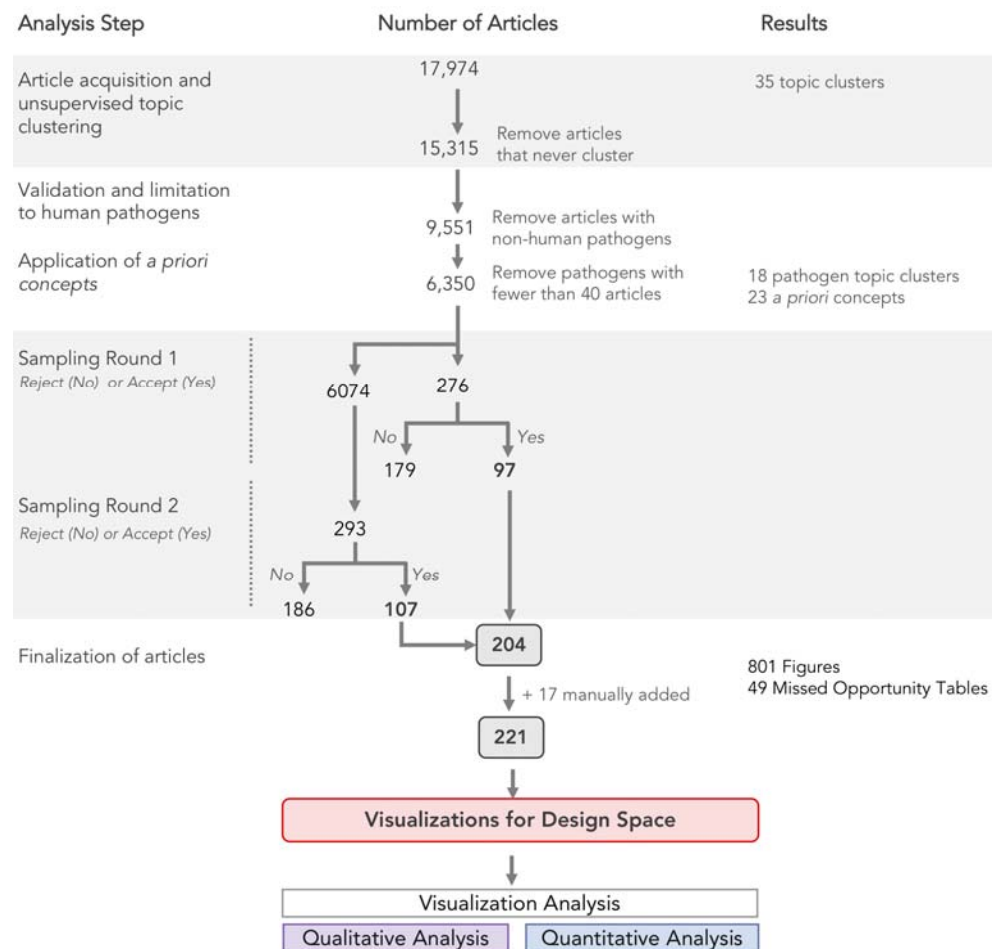 Analysis Step
Number of Articles
Results
Article acquisition and
unsupervised topic
clustering
17,974
35 topic clusters
Remove articles
that never cluster
15,315
Validation and limitation
to human pathogens
9,551
Remove articles with
non-human pathogens
Application of a priori
concepts
6,350
Remove pathogens with
fewer than 40 articles
18 pathogen topic clusters
23 a priori concepts
Sampling Round 1
Reject (No) or Accept (Yes)
6074
276
No
Yes
179
97
Sampling Round 2
Reject (No) or Accept (Yes)
293
No
Yes
186
107
Finalization of articles
204
801 Figures
49 Missed Opportunity Tables
+ 17 manually added
221
Visualizations for Design Space
Visualization Analysis
Qualitative Analysis
Quantitative Analysis